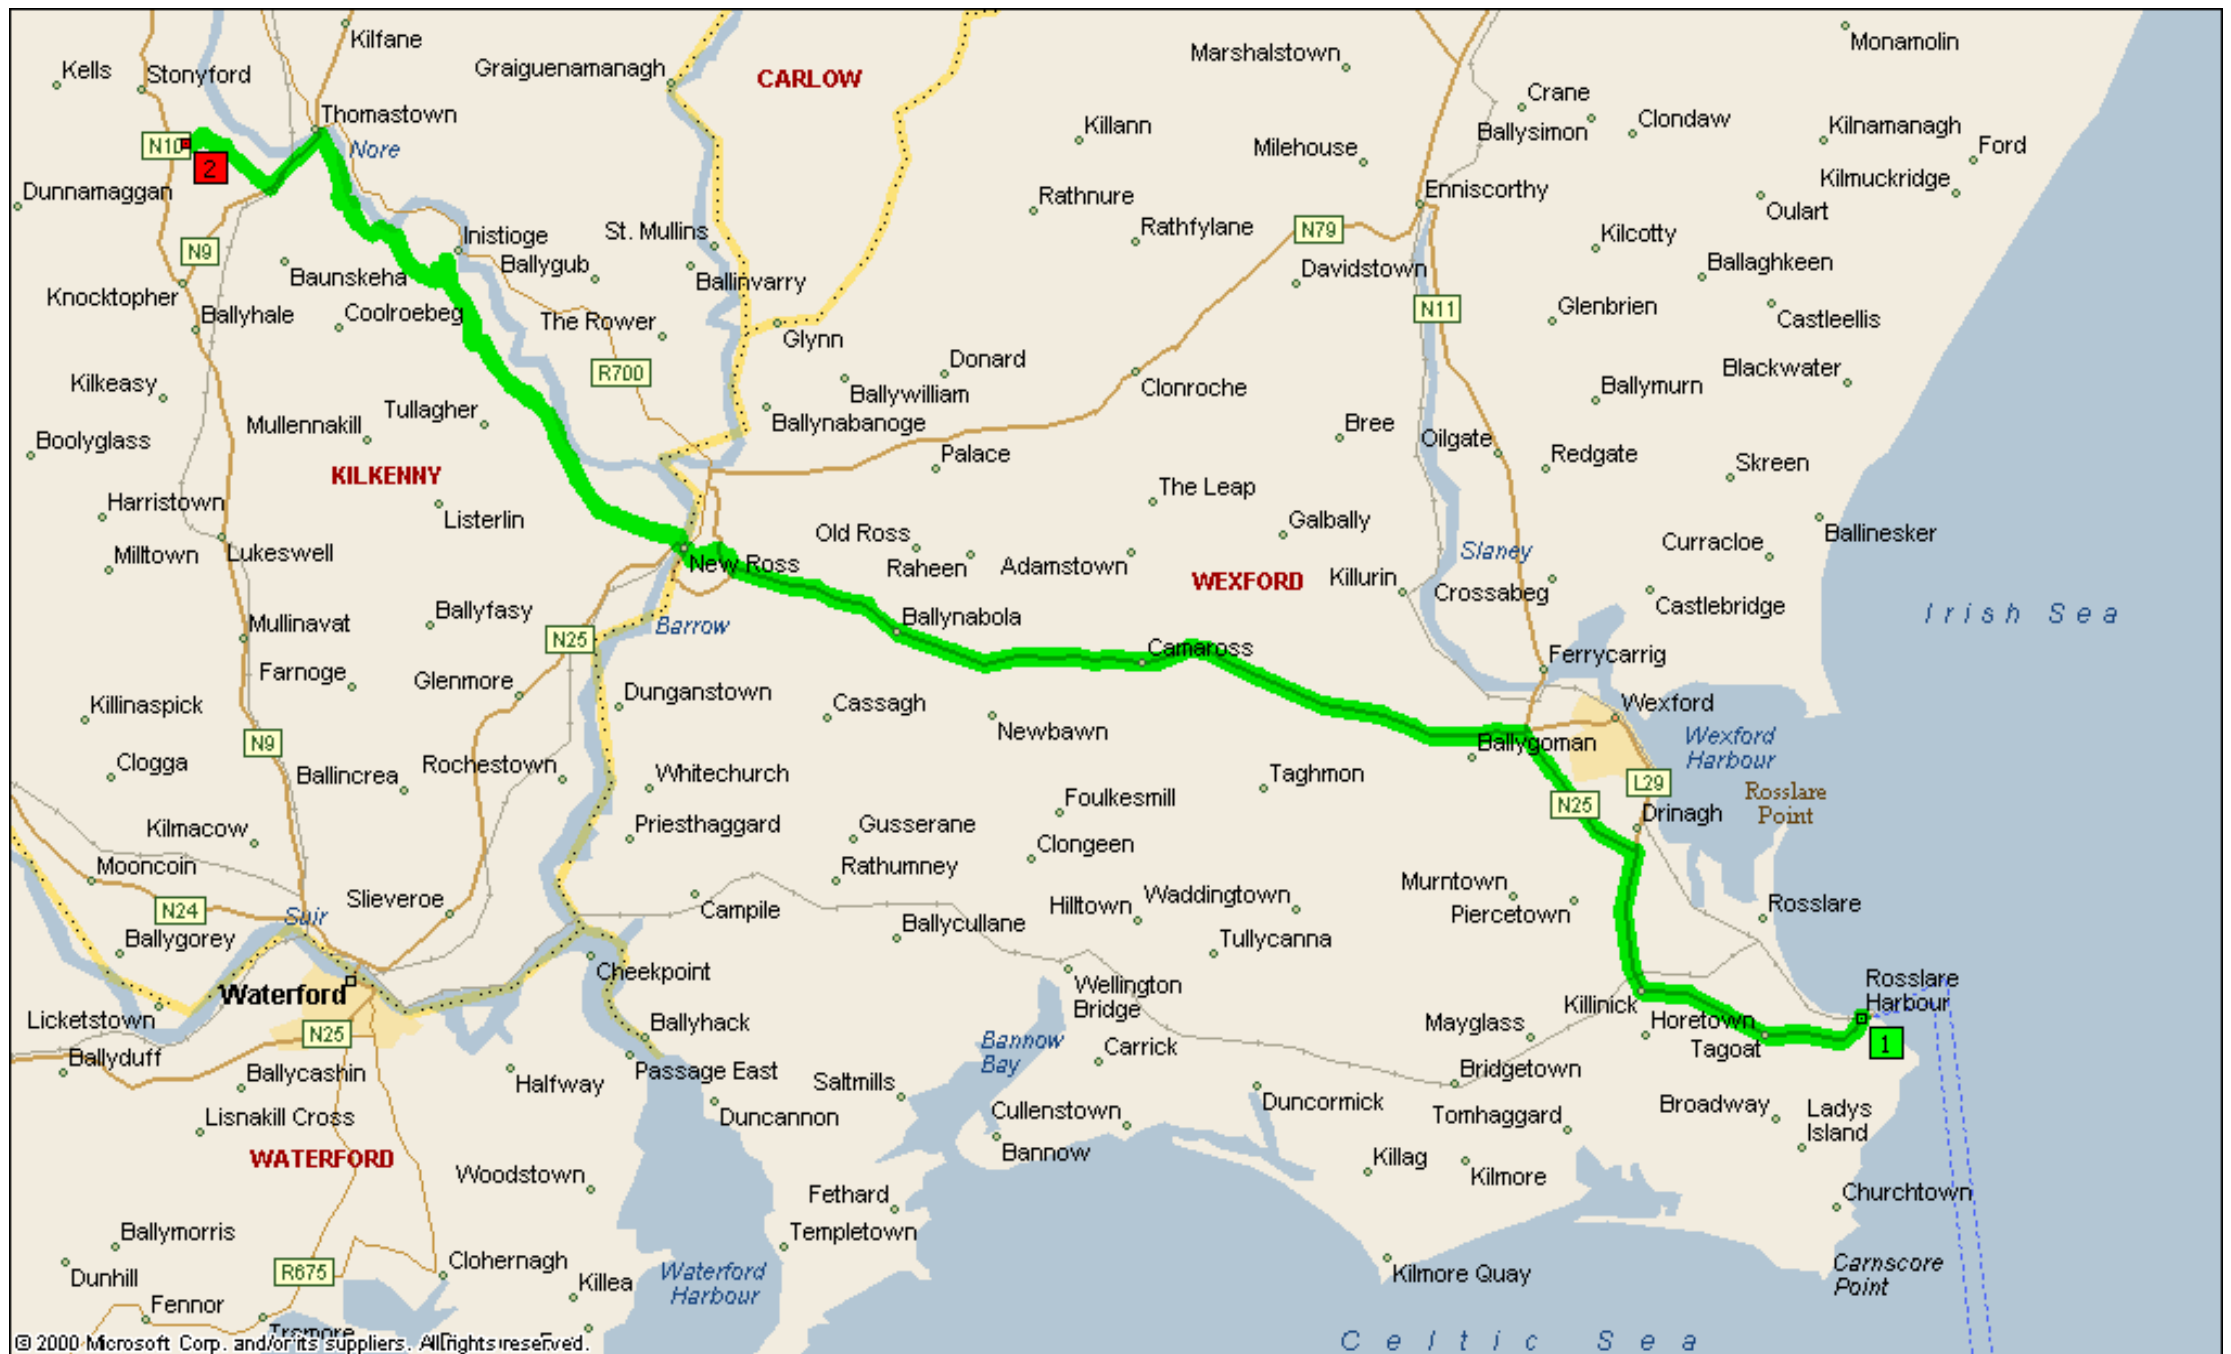 Kilfane
Monamolin
Kells
Stonyford
Graiguenamanagh
CARLOW
Marshalstown
Crane
Thomastown
Killann
Ballysimon
Clondaw
Kilnamanagh
N10
2
Nore
Milehouse
Ford
Dunnamaggan
Rathnure
Enniscorthy
Kilmuckridge
Oulart
N9
Inistioge
St. Mullins
Rathfylane
N79
Kilcotty
Baunskeha
Ballygub
Ballinvarry
Davidstown
Ballaghkeen
Knocktopher
Ballyhale
Coolroebeg
The Rower
Glynn
N11
Glenbrien
Castleellis
Kilkeasy
R700
Donard
Ballywilliam
Clonroche
Ballymurn
Blackwater
Mullennakill
Tullagher
Ballynabanoge
Bree
Oilgate
Boolyglass
KILKENNY
Palace
Redgate
Skreen
Harristown
Listerlin
The Leap
Galbally
Milltown
Lukeswell
New Ross
Old Ross
Raheen
Adamstown
Slaney
Curracloe
Ballinesker
WEXFORD
Killurin
Crossabeg
Castlebridge
Mullinavat
Ballyfasy
N25
Barrow
Ballynabola
Irish Sea
Farnoge
Glenmore
Camaross
Ferrycarrig
Killinaspick
Dunganstown
Cassagh
Newbawn
Wexford
N9
Ballygoman
Wexford
Harbour
Clogga
Ballincrea
Rochestown
Whitechurch
Taghmon
L29
Rosslare
Point
Kilmacow
Priesthaggard
Gusserane
Foulkesmill
N25
Drinagh
Mooncoin
Rathumney
Clongeen
N24
Suir
Slieveroe
Campile
Ballycullane
Hilltown
Waddingtown
Murntown
Piercetown
Rosslare
Ballygorey
Tullycanna
Waterford
Cheekpoint
Wellington
Bridge
Killinick
Rosslare
Harbour
Licketstown
N25
Ballyhack
Bannow
Bay
Carrick
Mayglass
Horetown
Tagoat
1
Ballyduff
Ballycashin
Halfway
Passage East
Saltmills
Bridgetown
Lisnakill Cross
Duncannon
Cullenstown
Duncormick
Tomhaggard
Broadway
Ladys
Island
WATERFORD
Woodstown
Bannow
Killag
Kilmore
Fethard
Churchtown
Ballymorris
Templetown
Dunhill
R675
Clohernagh
Waterford
Harbour
Killea
Kilmore Quay
Carnscore
Point
Fennor
Tramore
© 2000 Microsoft Corp. and/or its suppliers. All rights reserved.
Celtic Sea